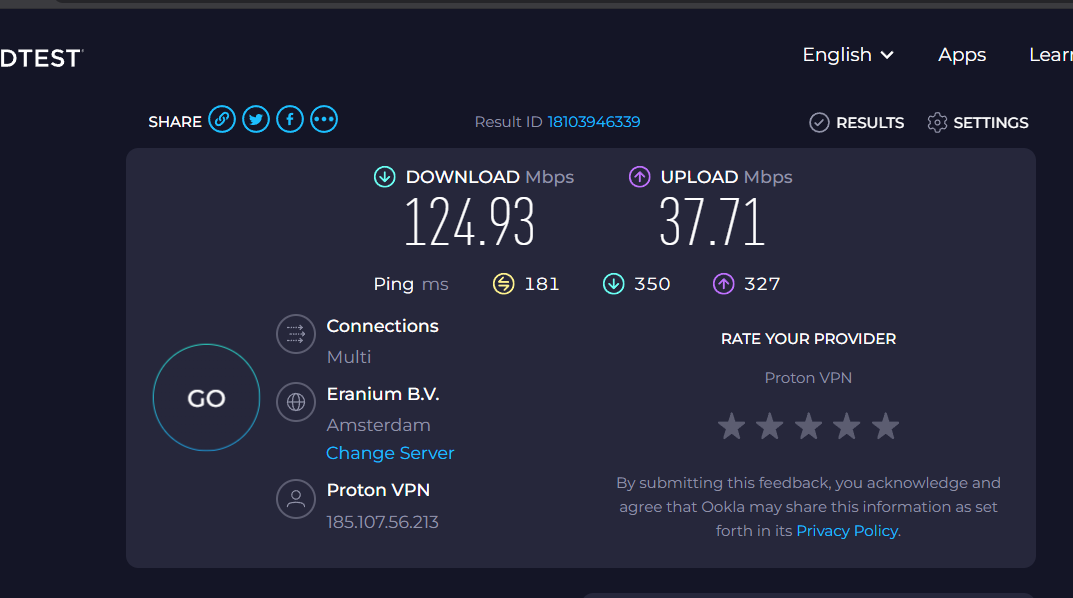 DTEST
English Apps Lear
SHARE Result ID 18103946339 RESULTS SETTINGS
DOWNLOAD Mbps UPLOAD Mbps
124.93 37.71
Ping ms 181 350 327
Connections
Multi
GO
Eranium B.V.
Amsterdam
Change Server
Proton VPN
185.107.56.213
RATE YOUR PROVIDER
Proton VPN
By submitting this feedback, you acknowledge and
agree that Ookla may share this information as set
forth in its Privacy Policy.